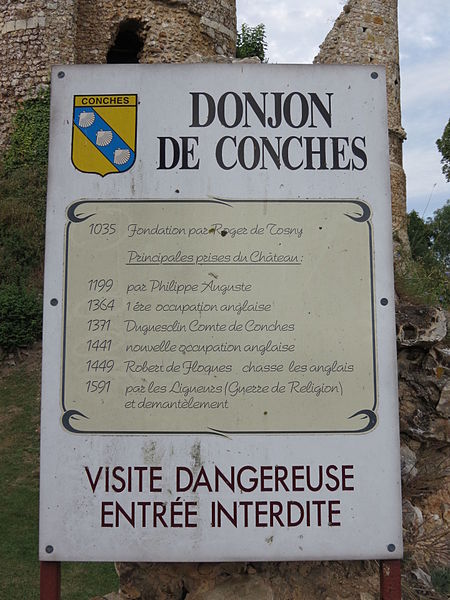 CONCHES
DONJON
DE CONCHES
1035 Fondation par Roger de Tosny
Principales prises du Château :
1199 par Philippe Auguste
1364 1ére occupation anglaise
1371 Duguesclin Comte de Conches
1441 nouvelle occupation anglaise
1449 Robert de Floques chasse les anglais
1591 par les Ligueurs (Guerre de Religion)
et demantèlement
VISITE DANGEREUSE
ENTRÉE INTERDITE